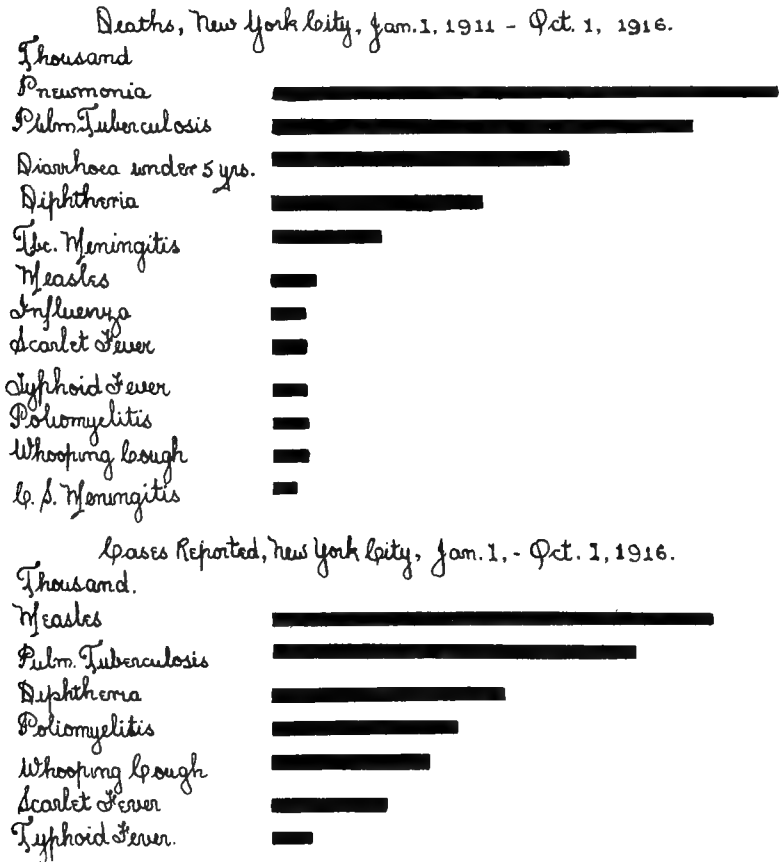 Deaths, New York City, Jan. 1, 1911 - Oct. 1, 1916.
Thousand
Pneumonia
Pulm. Tuberculosis
Diarrhoea under 5 yrs.
Diphtheria
Tbc. Meningitis
Measles
Influenza
Scarlet Fever
Typhoid Fever
Poliomyelitis
Whooping Cough
C. S. Meningitis
Cases Reported, New York City, Jan. 1, - Oct. 1, 1916.
Thousand.
Measles
Pulm. Tuberculosis
Diphtheria
Poliomyelitis
Whooping Cough
Scarlet Fever
Typhoid Fever.